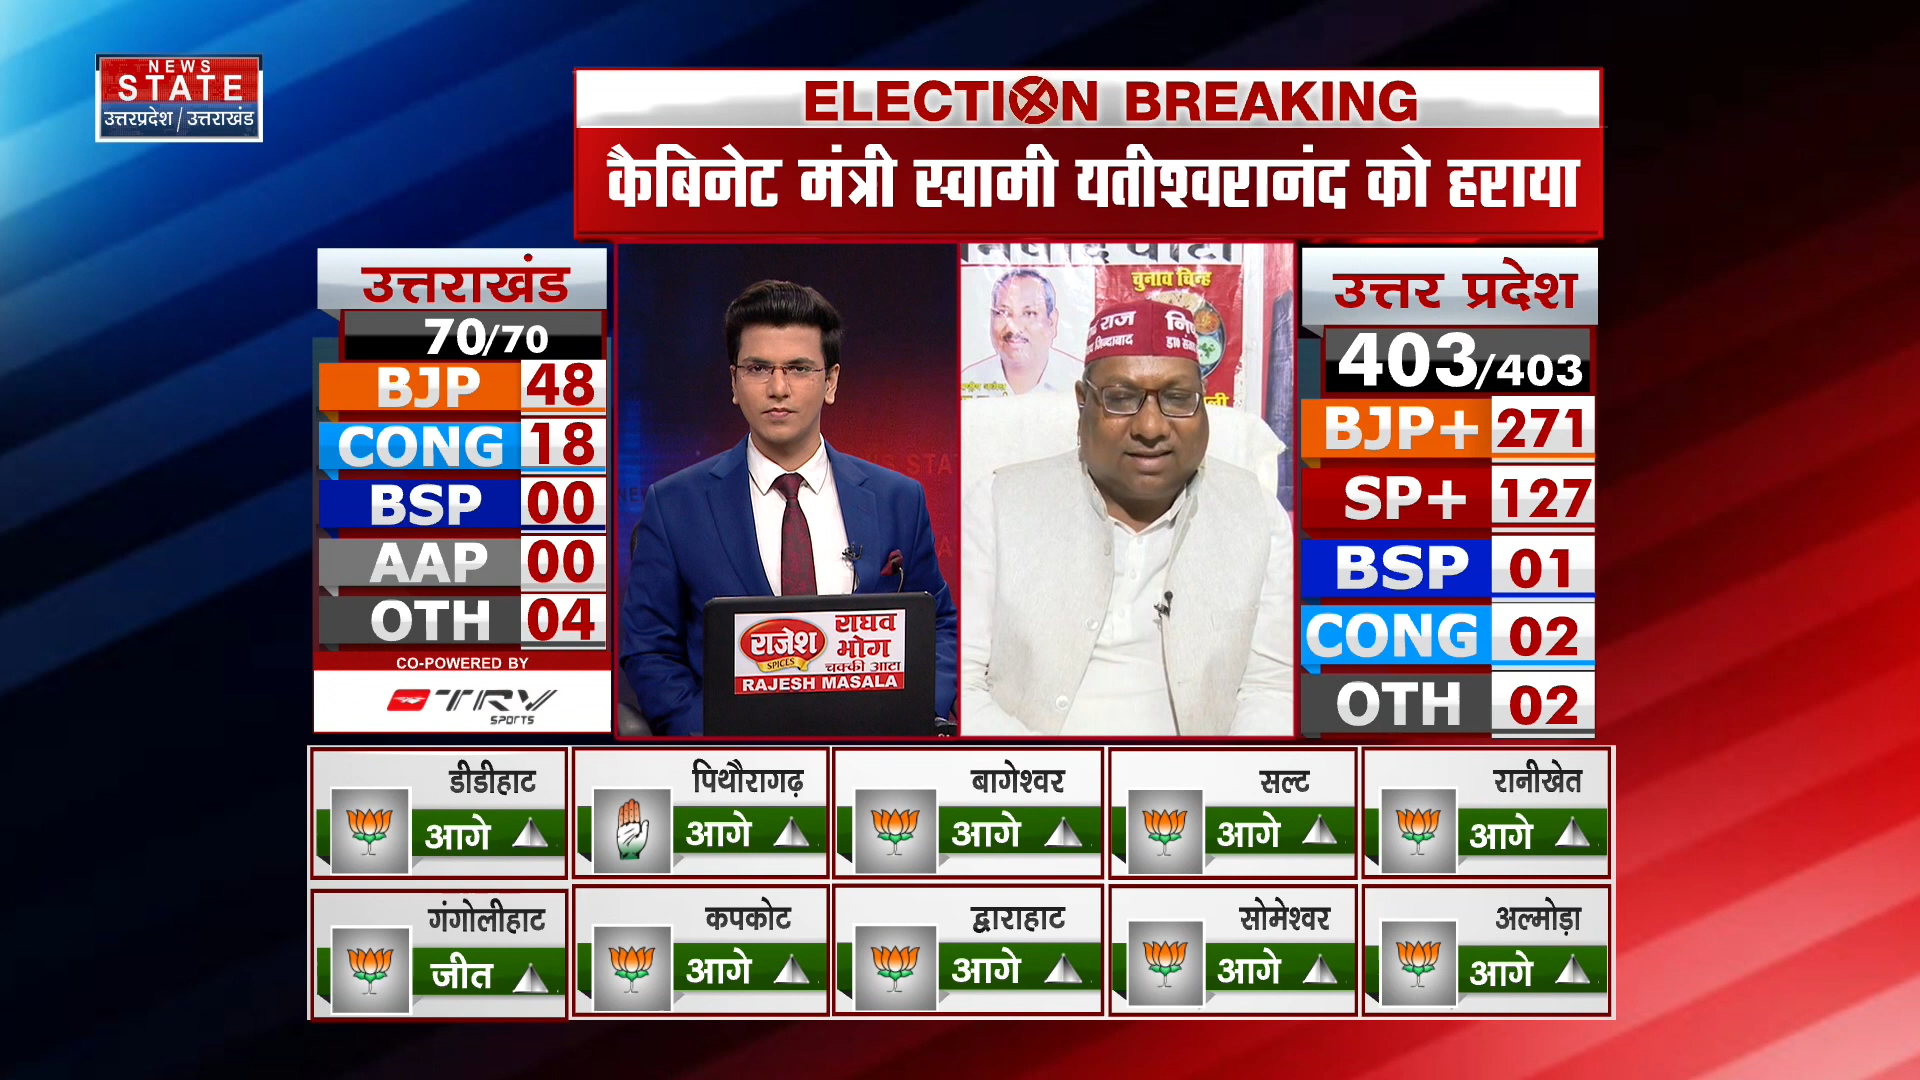 NEWS
STATE
उत्तरप्रदेश / उत्तराखंड
ELECTION BREAKING
कैबिनेट मंत्री स्वामी यतीश्वरानंद को हराया
उत्तराखंड
70/70
BJP 48
CONG 18
BSP 00
AAP 00
OTH 04
CO-POWERED BY
TRV
SPORTS
चुनाव चिन्ह
राज
जिन्दाबाद
राजेश
SPICES
राघव
भोग
चक्की आटा
RAJESH MASALA
उत्तर प्रदेश
403/403
BJP+ 271
SP+ 127
BSP 01
CONG 02
OTH 02
डीडीहाट
आगे
पिथौरागढ़
आगे
बागेश्वर
आगे
सल्ट
आगे
रानीखेत
आगे
गंगोलीहाट
जीत
कपकोट
आगे
द्वाराहाट
आगे
सोमेश्वर
आगे
अल्मोड़ा
आगे